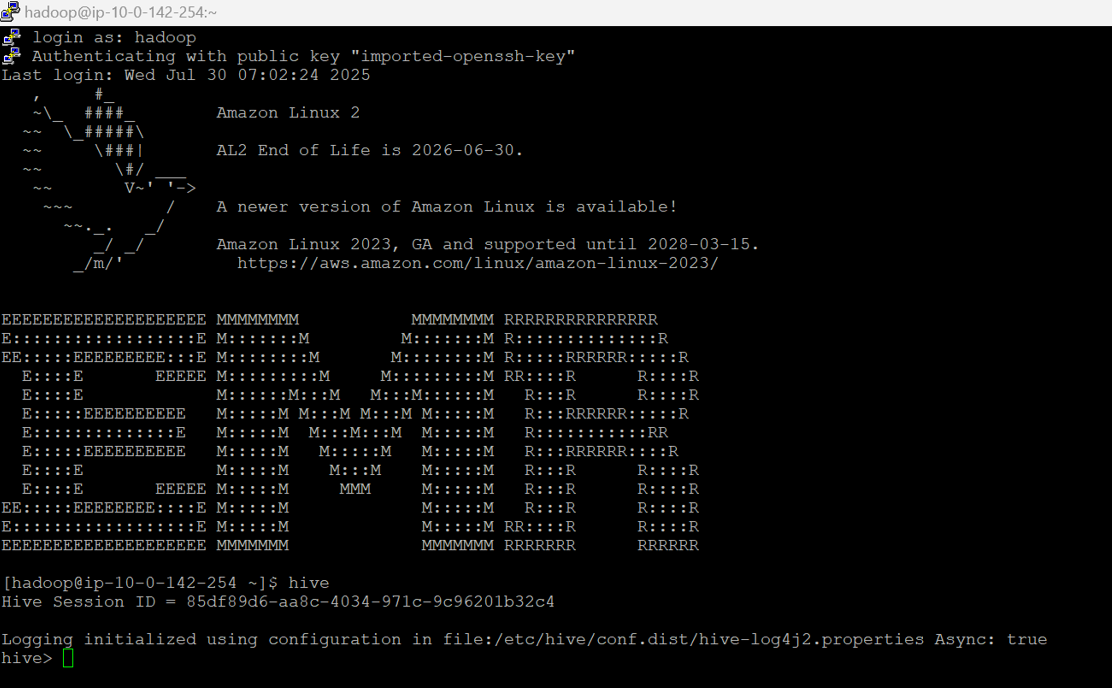 hadoop@ip-10-0-142-254:~
login as: hadoop
Authenticating with public key "imported-openssh-key"
Last login: Wed Jul 30 07:02:24 2025
   ,     #_
   ~\_  ####_        Amazon Linux 2
  ~~  \_#####\
  ~~     \###|       AL2 End of Life is 2026-06-30.
  ~~       \#/ ___
   ~~       V~' '->
    ~~~         /    A newer version of Amazon Linux is available!
      ~~._.   _/
         _/ _/       Amazon Linux 2023, GA and supported until 2028-03-15.
       _/m/'           https://aws.amazon.com/linux/amazon-linux-2023/
EEEEEEEEEEEEEEEEEEEE MMMMMMMM           MMMMMMMM RRRRRRRRRRRRRRR
E::::::::::::::::::E M:::::::M         M:::::::M R::::::::::::::R
EE:::::EEEEEEEEE:::E M::::::::M       M::::::::M R:::::RRRRRR:::::R
  E::::E       EEEEE M:::::::::M     M:::::::::M RR::::R      R::::R
  E::::E             M::::::M:::M   M:::M::::::M   R:::R      R::::R
  E:::::EEEEEEEEEE   M:::::M M:::M M:::M M:::::M   R:::RRRRRR:::::R
  E::::::::::::::E   M:::::M  M:::M:::M  M:::::M   R:::::::::::RR
  E:::::EEEEEEEEEE   M:::::M   M:::::M   M:::::M   R:::RRRRRR::::R
  E::::E             M:::::M    M:::M    M:::::M   R:::R      R::::R
  E::::E       EEEEE M:::::M     MMM     M:::::M   R:::R      R::::R
EE:::::EEEEEEEE::::E M:::::M             M:::::M   R:::R      R::::R
E::::::::::::::::::E M:::::M             M:::::M RR::::R      R::::R
EEEEEEEEEEEEEEEEEEEE MMMMMMM             MMMMMMM RRRRRRR      RRRRRR
[hadoop@ip-10-0-142-254 ~]$ hive
Hive Session ID = 85df89d6-aa8c-4034-971c-9c96201b32c4
Logging initialized using configuration in file:/etc/hive/conf.dist/hive-log4j2.properties Async: true
hive>